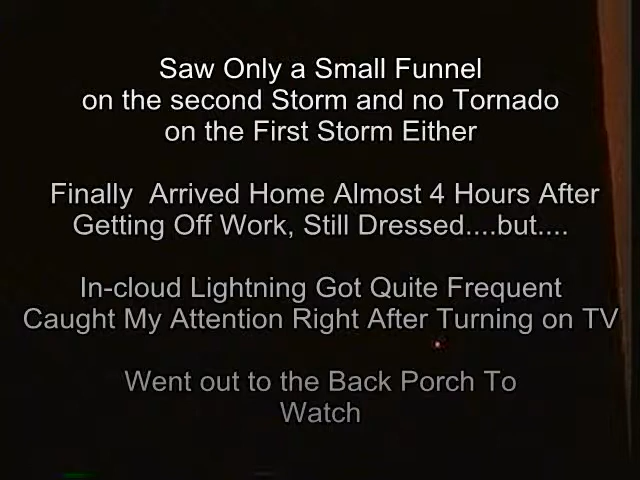 Saw Only a Small Funnel
on the second Storm and no Tornado
on the First Storm Either
Finally  Arrived Home Almost 4 Hours After
Getting Off Work, Still Dressed....but....
In-cloud Lightning Got Quite Frequent
Caught My Attention Right After Turning on TV
Went out to the Back Porch To
Watch